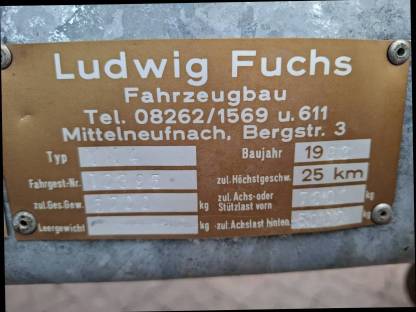 Ludwig Fuchs
Fahrzeugbau
Tel. 08262/1569 u. 611
Mittelneufnach, Bergstr. 3
Typ
Baujahr 19
Fahrgest.-Nr.
zul. Höchstgeschw. 25 km
zul. Ges. Gew. kg
zul. Achs- oder Stützlast vorn kg
Leergewicht kg
zul. Achslast hinten kg